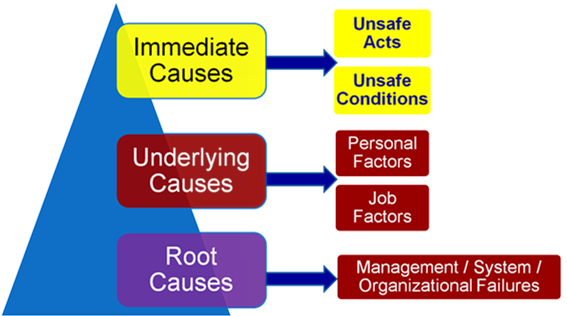 Immediate
Causes
Unsafe
Acts
Unsafe
Conditions
Underlying
Causes
Personal
Factors
Job
Factors
Root
Causes
Management / System /
Organizational Failures